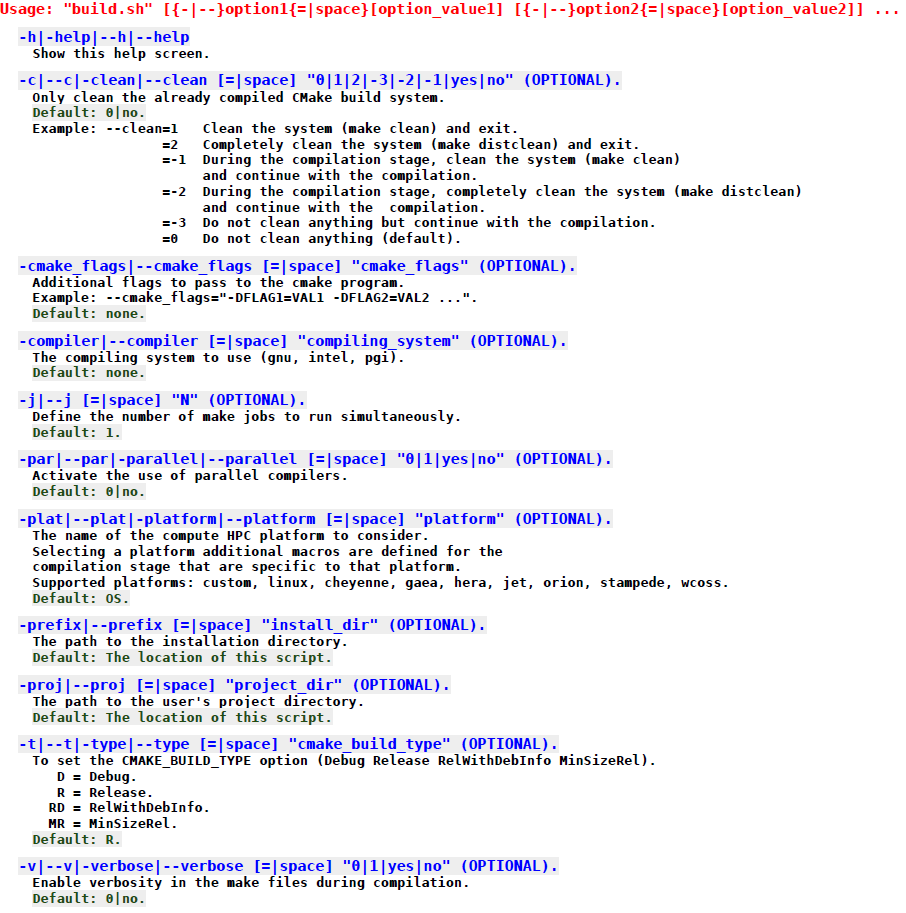 Usage: "build.sh" [{-|--}option1{=|space}[option_value1] [{-|--}option2{=|space}[option_value2]] ...
-h|-help|--h|--help
Show this help screen.
-c|--c|-clean|--clean [=|space] "0|1|2|-3|-2|-1|yes|no" (OPTIONAL).
Only clean the already compiled CMake build system.
Default: 0|no.
Example: --clean=1 Clean the system (make clean) and exit.
=2 Completely clean the system (make distclean) and exit.
=-1 During the compilation stage, clean the system (make clean)
and continue with the compilation.
=-2 During the compilation stage, completely clean the system (make distclean)
and continue with the  compilation.
=-3 Do not clean anything but continue with the compilation.
=0 Do not clean anything (default).
-cmake_flags|--cmake_flags [=|space] "cmake_flags" (OPTIONAL).
Additional flags to pass to the cmake program.
Example: --cmake_flags="-DFLAG1=VAL1 -DFLAG2=VAL2 ...".
Default: none.
-compiler|--compiler [=|space] "compiling_system" (OPTIONAL).
The compiling system to use (gnu, intel, pgi).
Default: none.
-j|--j [=|space] "N" (OPTIONAL).
Define the number of make jobs to run simultaneously.
Default: 1.
-par|--par|-parallel|--parallel [=|space] "0|1|yes|no" (OPTIONAL).
Activate the use of parallel compilers.
Default: 0|no.
-plat|--plat|-platform|--platform [=|space] "platform" (OPTIONAL).
The name of the compute HPC platform to consider.
Selecting a platform additional macros are defined for the
compilation stage that are specific to that platform.
Supported platforms: custom, linux, cheyenne, gaea, hera, jet, orion, stampede, wcoss.
Default: OS.
-prefix|--prefix [=|space] "install_dir" (OPTIONAL).
The path to the installation directory.
Default: The location of this script.
-proj|--proj [=|space] "project_dir" (OPTIONAL).
The path to the user's project directory.
Default: The location of this script.
-t|--t|-type|--type [=|space] "cmake_build_type" (OPTIONAL).
To set the CMAKE_BUILD_TYPE option (Debug Release RelWithDebInfo MinSizeRel).
D = Debug.
R = Release.
RD = RelWithDebInfo.
MR = MinSizeRel.
Default: R.
-v|--v|-verbose|--verbose [=|space] "0|1|yes|no" (OPTIONAL).
Enable verbosity in the make files during compilation.
Default: 0|no.